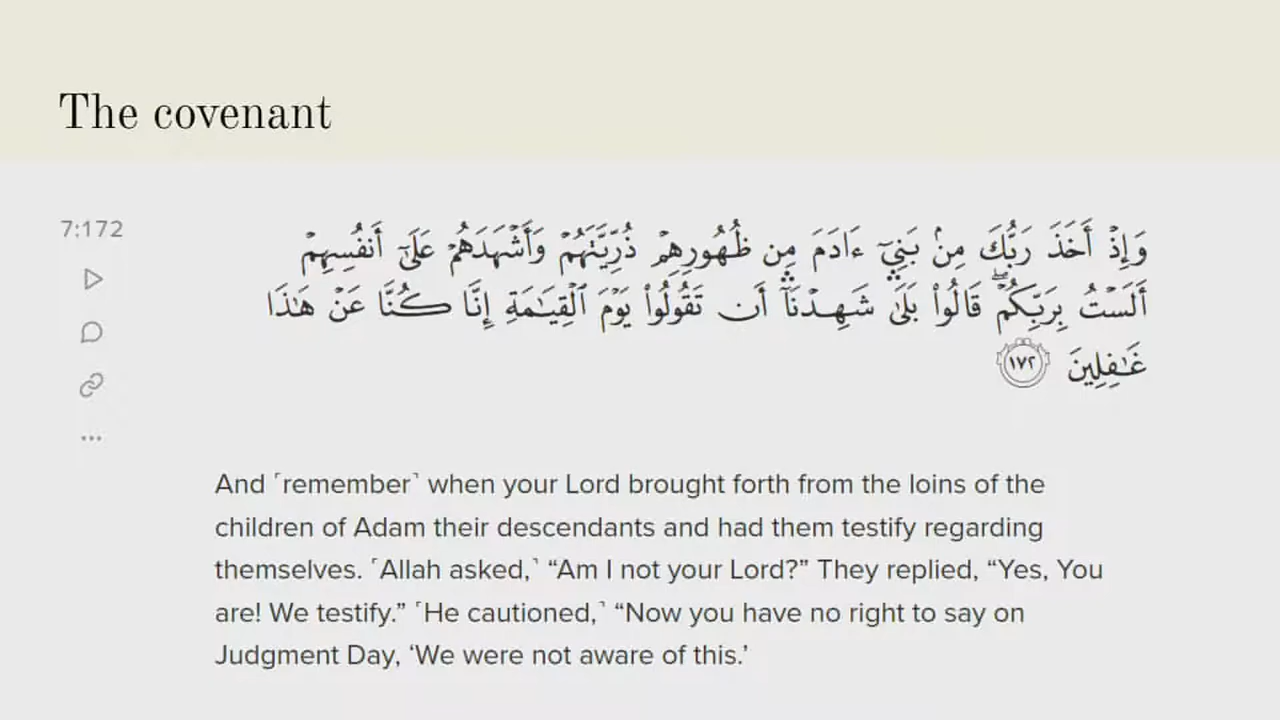 The covenant
7:172
وَإِذۡ أَخَذَ رَبُّكَ مِنۢ بَنِيٓ ءَادَمَ مِن ظُهُورِهِمۡ ذُرِّيَّتَهُمۡ وَأَشۡهَدَهُمۡ عَلَىٰٓ أَنفُسِهِمۡ
أَلَسۡتُ بِرَبِّكُمۡۖ قَالُواْ بَلَىٰۛ شَهِدۡنَآۛ أَن تَقُولُواْ يَوۡمَ ٱلۡقِيَٰمَةِ إِنَّا كُنَّا عَنۡ هَٰذَا
غَٰفِلِينَ ١٧٢
And ˹remember˺ when your Lord brought forth from the loins of the
children of Adam their descendants and had them testify regarding
themselves. ˹Allah asked,˺ “Am I not your Lord?” They replied, “Yes, You
are! We testify.” ˹He cautioned,˺ “Now you have no right to say on
Judgment Day, ‘We were not aware of this.’